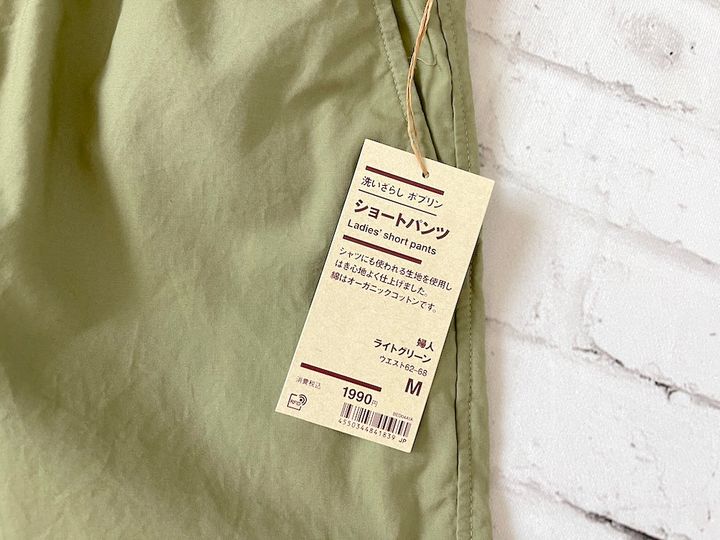 洗いざらし ポプリン
ショートパンツ
Ladies' short pants
シャツにも使われる生地を使用し
はき心地よく仕上げました。
綿はオーガニックコットンです。
婦人
ライトグリーン
ウエスト62-68
M
消費税込
1990円
4550344841839 JP